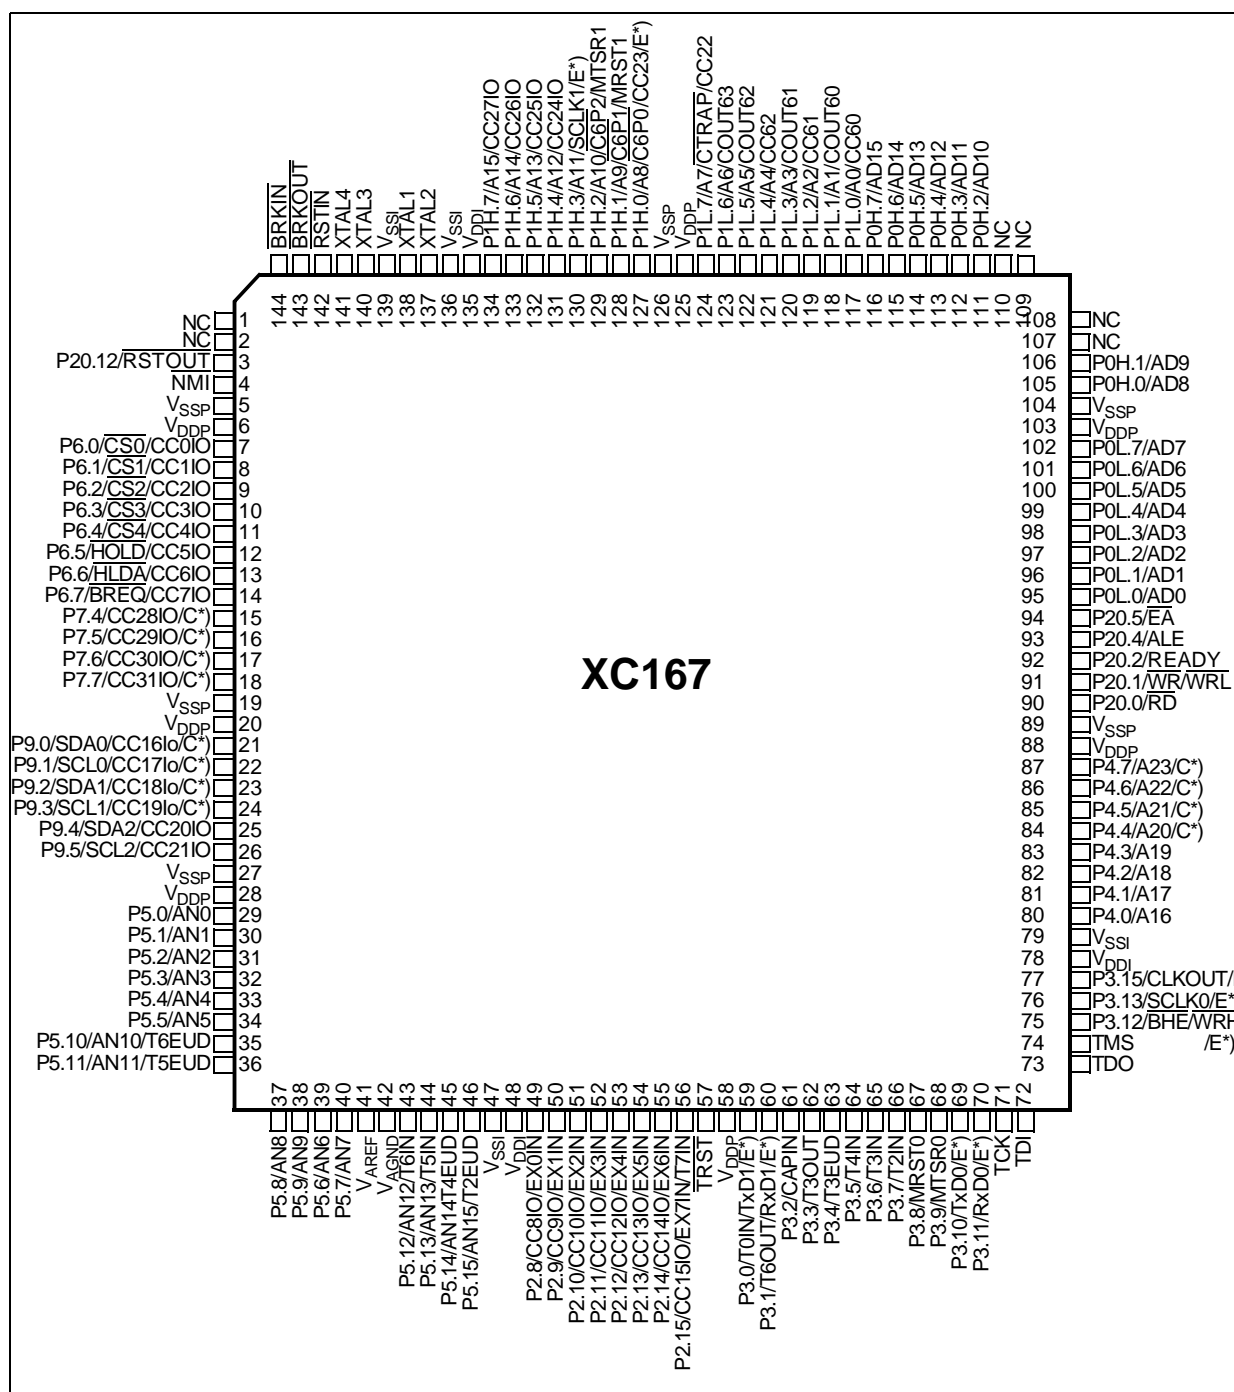 BRKIN
BRKOUT
RSTIN
XTAL4
XTAL3
VSSI
XTAL1
XTAL2
VSSI
VDDI
P1H.7/A15/CC27IO
P1H.6/A14/CC26IO
P1H.5/A13/CC25IO
P1H.4/A12/CC24IO
P1H.3/A11/SCLK1/E*)
P1H.2/A10/C6P2/MTSR1
P1H.1/A9/C6P1/MRST1
P1H.0/A8/C6P0/CC23/E*)
VSSP
VDDP
P1L.7/A7/CTRAP/CC22
P1L.6/A6/COUT63
P1L.5/A5/COUT62
P1L.4/A4/CC62
P1L.3/A3/COUT61
P1L.2/A2/CC61
P1L.1/A1/COUT60
P1L.0/A0/CC60
P0H.7/AD15
P0H.6/AD14
P0H.5/AD13
P0H.4/AD12
P0H.3/AD11
P0H.2/AD10
NC
NC
144
143
142
141
140
139
138
137
136
135
134
133
132
131
130
129
128
127
126
125
124
123
122
121
120
119
118
117
116
115
114
113
112
111
110
109
NC 1
NC 2
P20.12/RSTOUT 3
NMI 4
VSSP 5
VDDP 6
P6.0/CS0/CC0IO 7
P6.1/CS1/CC1IO 8
P6.2/CS2/CC2IO 9
P6.3/CS3/CC3IO 10
P6.4/CS4/CC4IO 11
P6.5/HOLD/CC5IO 12
P6.6/HLDA/CC6IO 13
P6.7/BREQ/CC7IO 14
P7.4/CC28IO/C*) 15
P7.5/CC29IO/C*) 16
P7.6/CC30IO/C*) 17
P7.7/CC31IO/C*) 18
VSSP 19
VDDP 20
P9.0/SDA0/CC16Io/C*) 21
P9.1/SCL0/CC17Io/C*) 22
P9.2/SDA1/CC18Io/C*) 23
P9.3/SCL1/CC19Io/C*) 24
P9.4/SDA2/CC20IO 25
P9.5/SCL2/CC21IO 26
VSSP 27
VDDP 28
P5.0/AN0 29
P5.1/AN1 30
P5.2/AN2 31
P5.3/AN3 32
P5.4/AN4 33
P5.5/AN5 34
P5.10/AN10/T6EUD 35
P5.11/AN11/T5EUD 36
XC167
108 NC
107 NC
106 P0H.1/AD9
105 P0H.0/AD8
104 VSSP
103 VDDP
102 P0L.7/AD7
101 P0L.6/AD6
100 P0L.5/AD5
99 P0L.4/AD4
98 P0L.3/AD3
97 P0L.2/AD2
96 P0L.1/AD1
95 P0L.0/AD0
94 P20.5/EA
93 P20.4/ALE
92 P20.2/READY
91 P20.1/WR/WRL
90 P20.0/RD
89 VSSP
88 VDDP
87 P4.7/A23/C*)
86 P4.6/A22/C*)
85 P4.5/A21/C*)
84 P4.4/A20/C*)
83 P4.3/A19
82 P4.2/A18
81 P4.1/A17
80 P4.0/A16
79 VSSI
78 VDDI
77 P3.15/CLKOUT/
76 P3.13/SCLK0/E*
75 P3.12/BHE/WRH
74 TMS /E*)
73 TDO
37
38
39
40
41
42
43
44
45
46
47
48
49
50
51
52
53
54
55
56
57
58
59
60
61
62
63
64
65
66
67
68
69
70
71
72
P5.8/AN8
P5.9/AN9
P5.6/AN6
P5.7/AN7
VAREF
VAGND
P5.12/AN12/T6IN
P5.13/AN13/T5IN
P5.14/AN14T4EUD
P5.15/AN15/T2EUD
VSSI
VDDI
P2.8/CC8IO/EX0IN
P2.9/CC9IO/EX1IN
P2.10/CC10IO/EX2IN
P2.11/CC11IO/EX3IN
P2.12/CC12IO/EX4IN
P2.13/CC13IO/EX5IN
P2.14/CC14IO/EX6IN
P2.15/CC15IO/EX7IN/T7IN
TRST
VDDP
P3.0/T0IN/TxD1/E*)
P3.1/T6OUT/RxD1/E*)
P3.2/CAPIN
P3.3/T3OUT
P3.4/T3EUD
P3.5/T4IN
P3.6/T3IN
P3.7/T2IN
P3.8/MRST0
P3.9/MTSR0
P3.10/TxD0/E*)
P3.11/RxD0/E*)
TCK
TDI